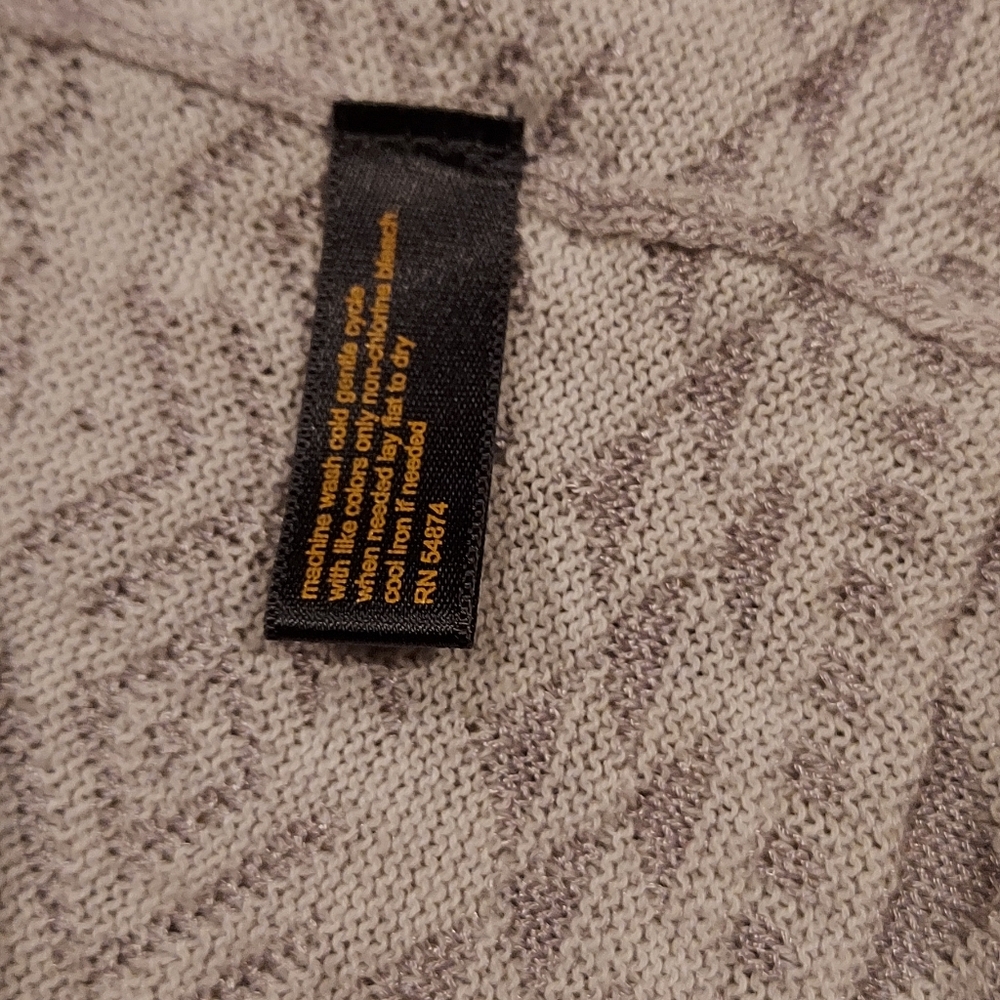 machine wash cold gentle cycle
with like colors only non-chlorine bleach
when needed lay flat to dry
cool iron if needed
RN 54874